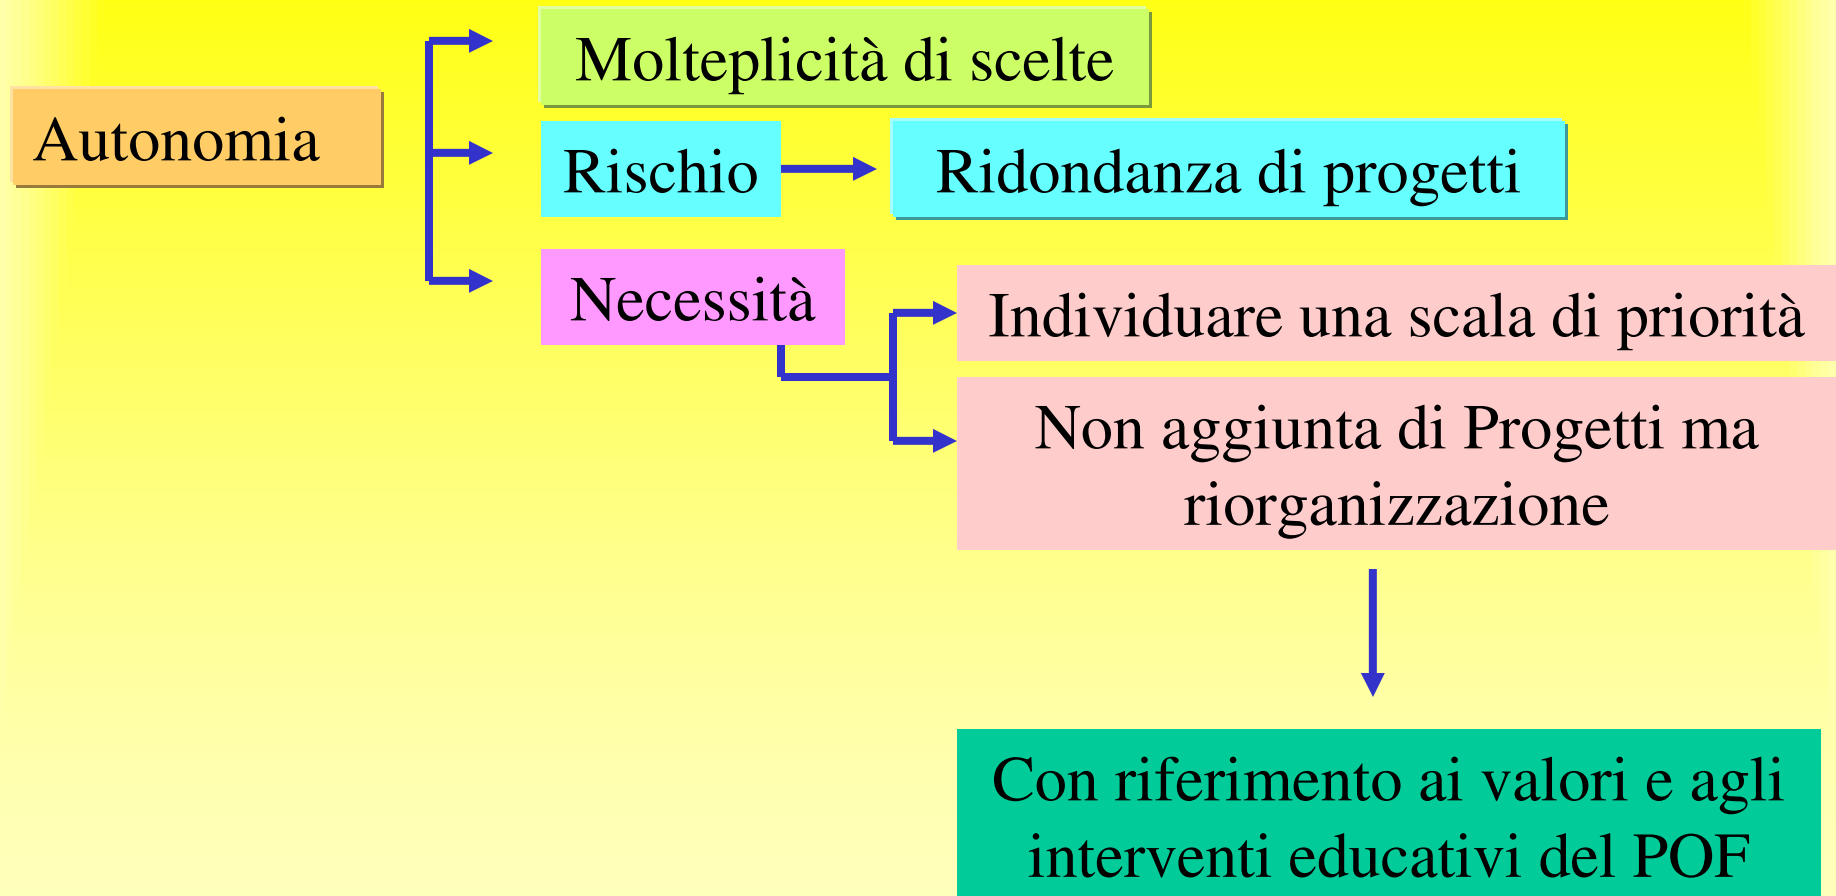 Autonomia
Molteplicità di scelte
Rischio
Ridondanza di progetti
Necessità
Individuare una scala di priorità
Non aggiunta di Progetti ma
riorganizzazione
Con riferimento ai valori e agli
interventi educativi del POF